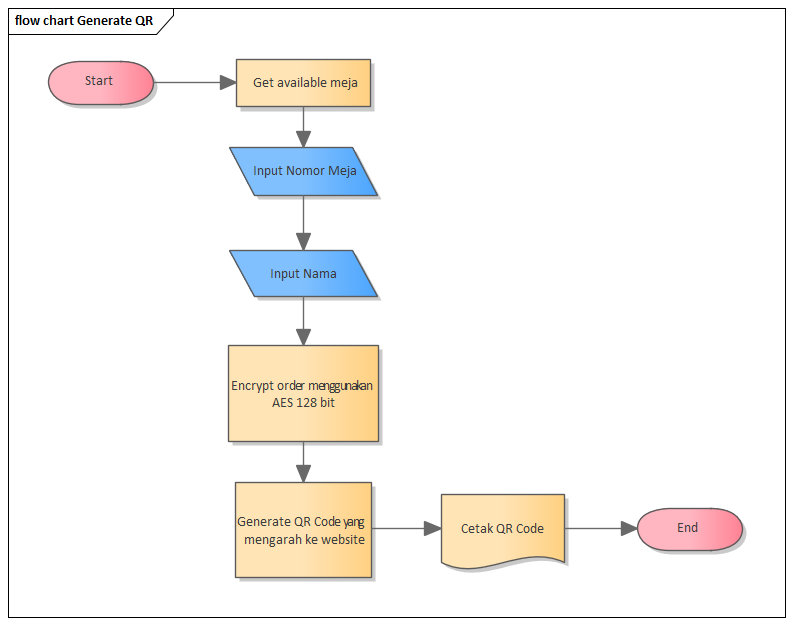 flow chart Generate QR
Start
Get available meja
Input Nomor Meja
Input Nama
Encrypt order menggunakan
AES 128 bit
Generate QR Code yang
mengarah ke website
Cetak QR Code
End